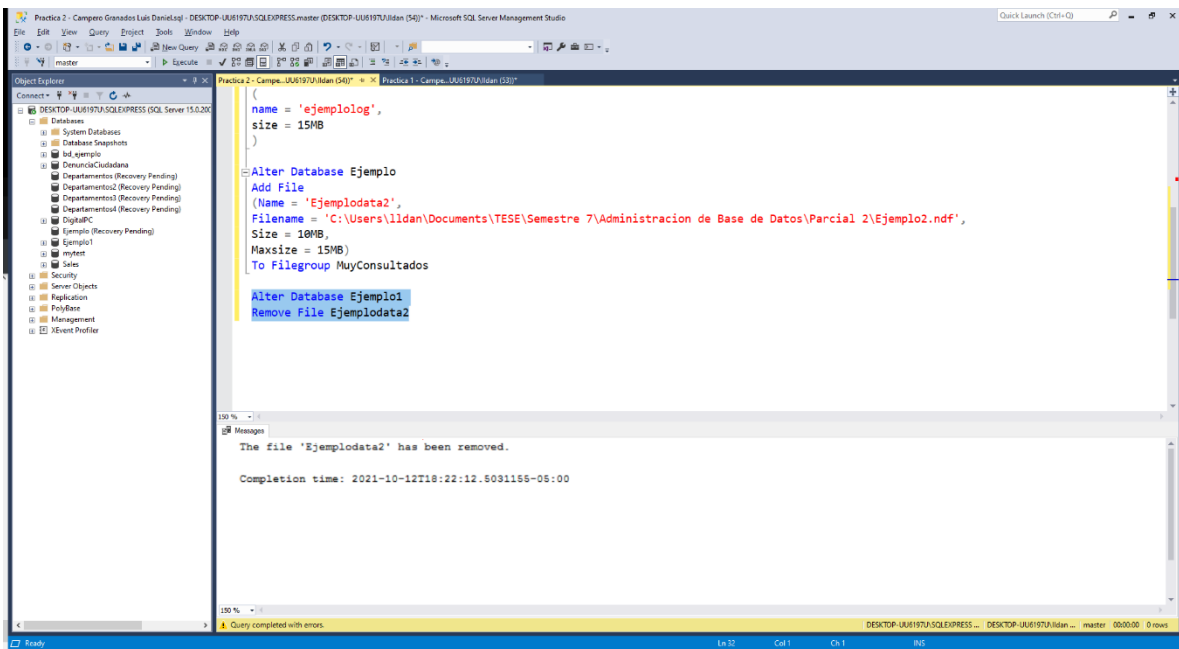 Practica 2 - Campero Granados Luis Daniel.sql - DESKTOP-UU6197U\SQLEXPRESS.master (DESKTOP-UU6197U\lldan (54))* - Microsoft SQL Server Management Studio
Quick Launch (Ctrl+Q)
File Edit View Query Project Tools Window Help
New Query
master
Execute
Object Explorer
Practica 2 - Campe...UU6197U\lldan (54))*
Practica 1 - Campe...UU6197U\lldan (53))*
Connect
DESKTOP-UU6197U\SQLEXPRESS (SQL Server 15.0.200
Databases
System Databases
Database Snapshots
bd_ejemplo
DenunciaCiudadana
Departamentos (Recovery Pending)
Departamentos2 (Recovery Pending)
Departamentos3 (Recovery Pending)
Departamentos4 (Recovery Pending)
DigitalPC
Ejemplo (Recovery Pending)
Ejemplo1
mytest
Sales
Security
Server Objects
Replication
PolyBase
Management
XEvent Profiler
(
name = 'ejemplolog',
size = 15MB
)
Alter Database Ejemplo
Add File
(Name = 'Ejemplodata2',
Filename = 'C:\Users\lldan\Documents\TESE\Semestre 7\Administracion de Base de Datos\Parcial 2\Ejemplo2.ndf',
Size = 10MB,
Maxsize = 15MB)
To Filegroup MuyConsultados
Alter Database Ejemplo1
Remove File Ejemplodata2
150 %
Messages
The file 'Ejemplodata2' has been removed.
Completion time: 2021-10-12T18:22:12.5031155-05:00
150 %
Query completed with errors.
DESKTOP-UU6197U\SQLEXPRESS ... DESKTOP-UU6197U\lldan ... master 00:00:00 0 rows
Ready
Ln 32 Col 1 Ch 1 INS